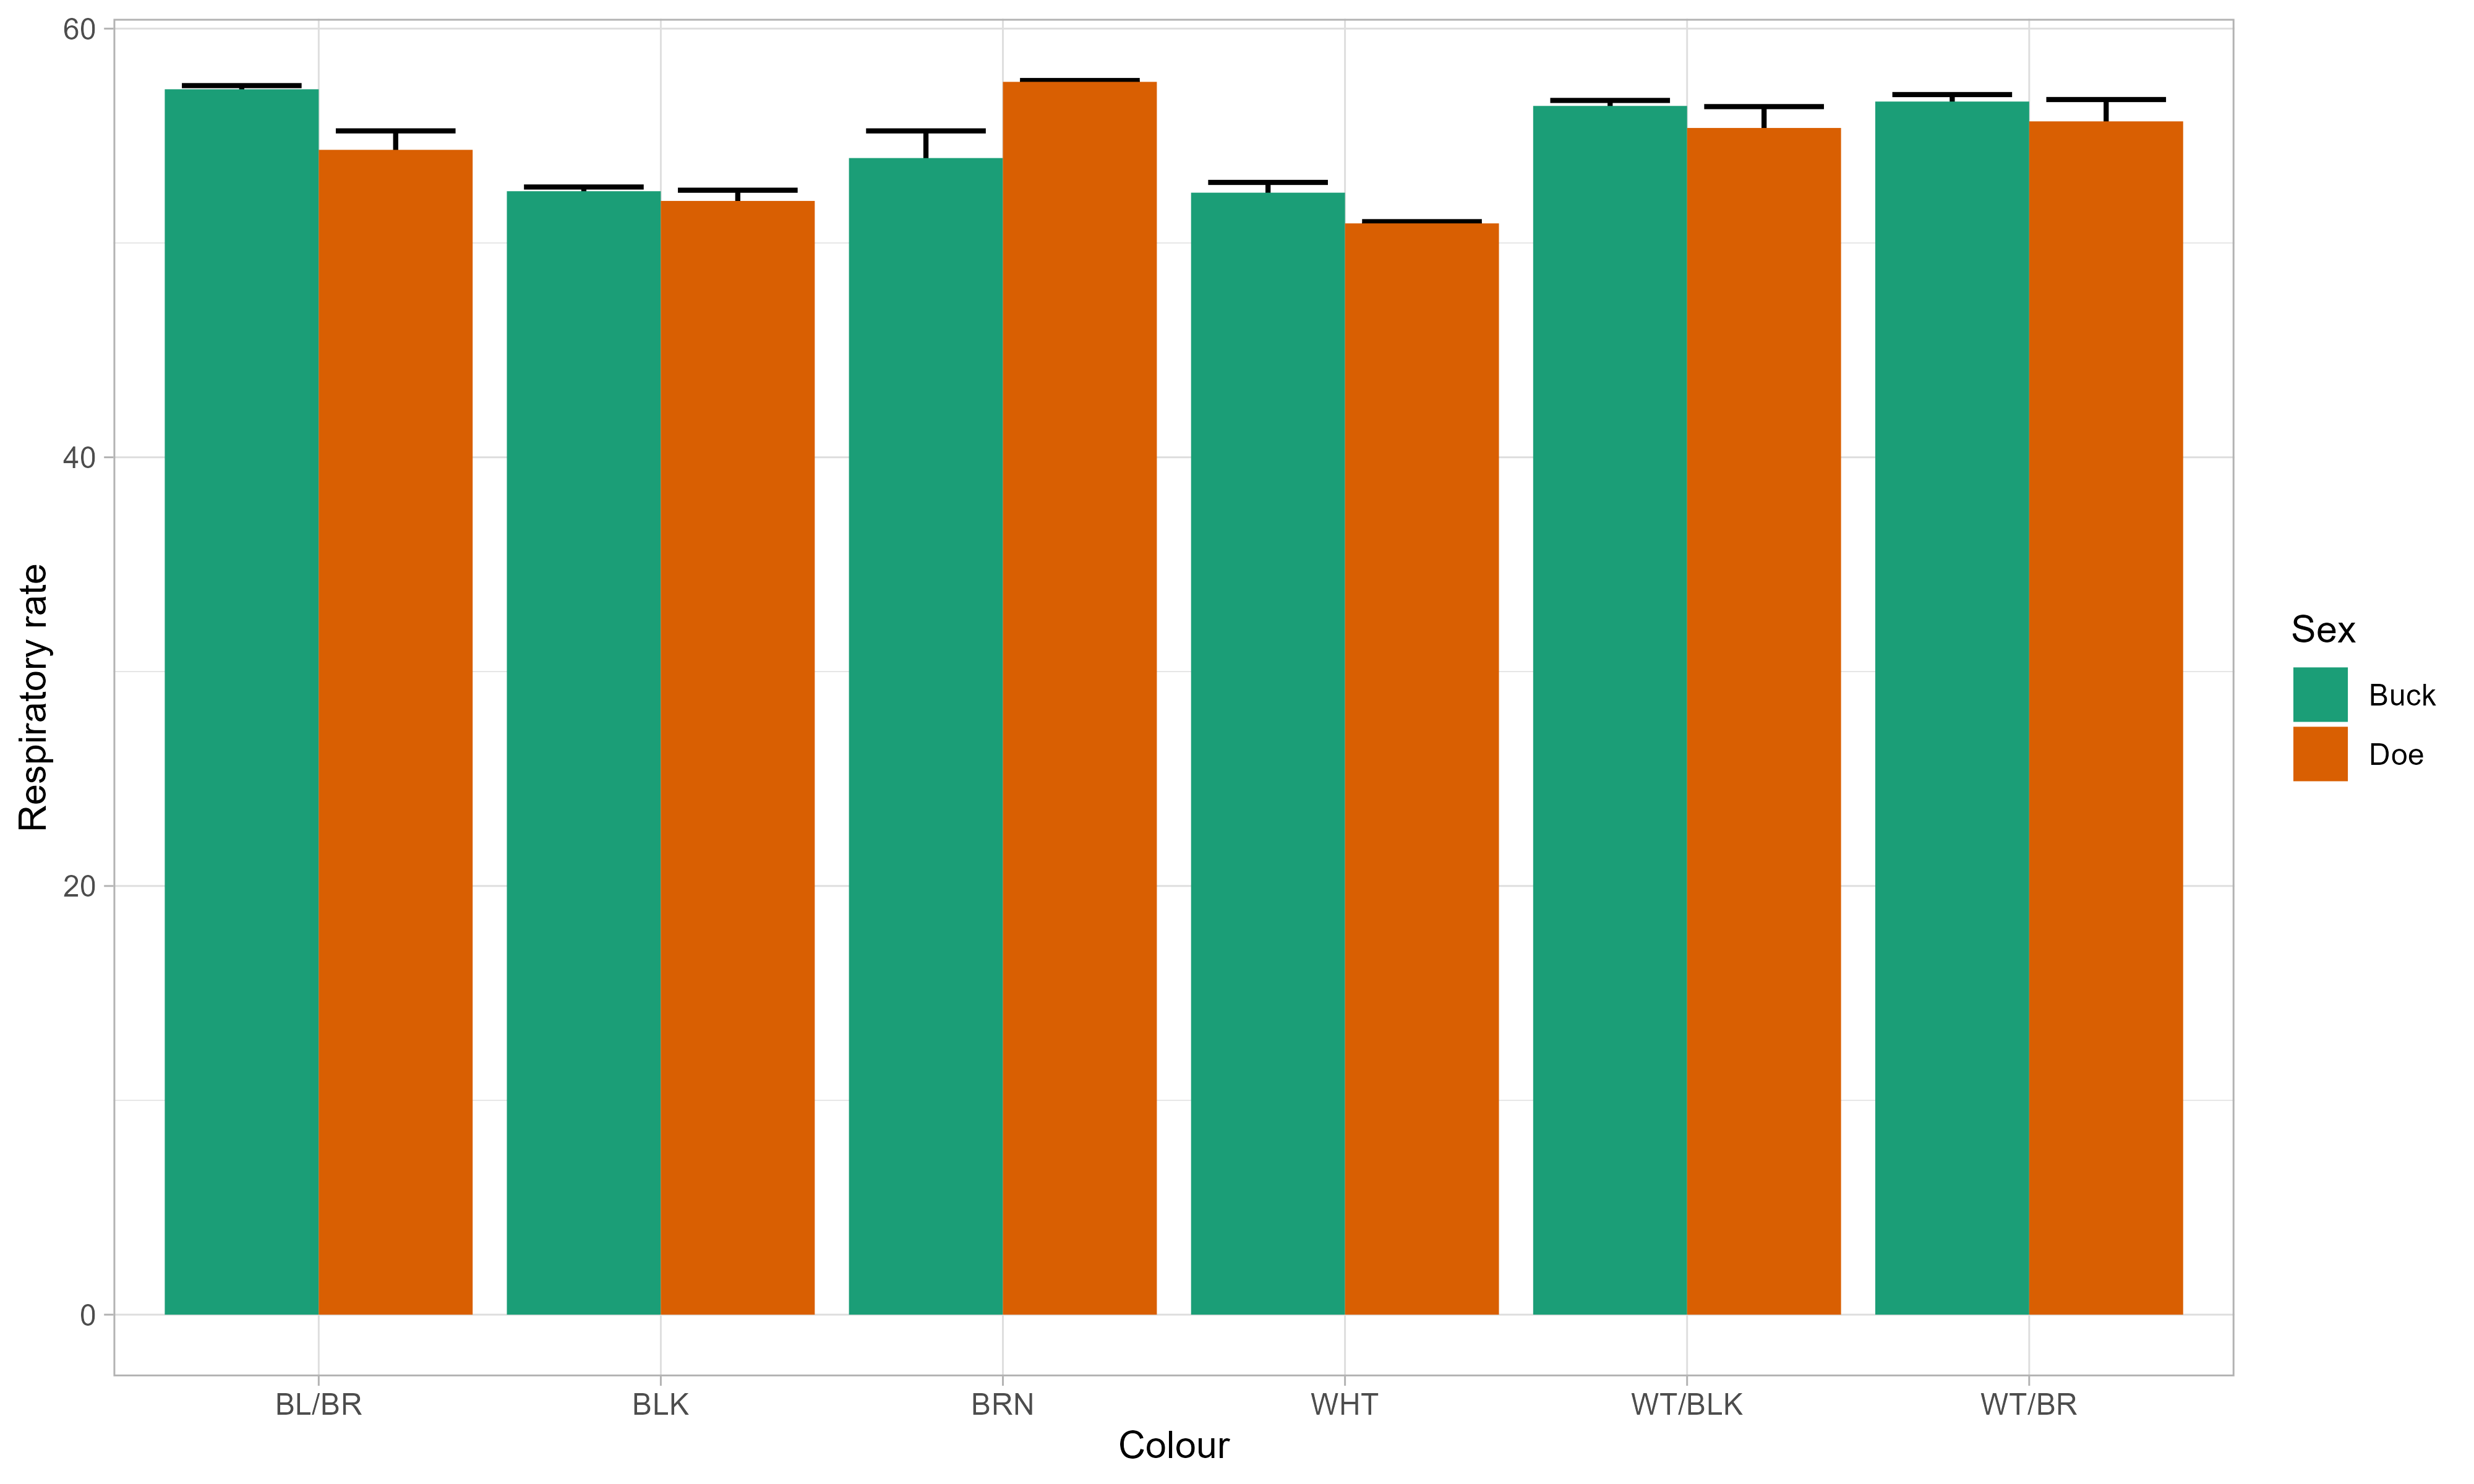 60
40
20
0
Respiratory rate
BL/BR
BLK
BRN
WHT
WT/BLK
WT/BR
Colour
Sex
Buck
Doe